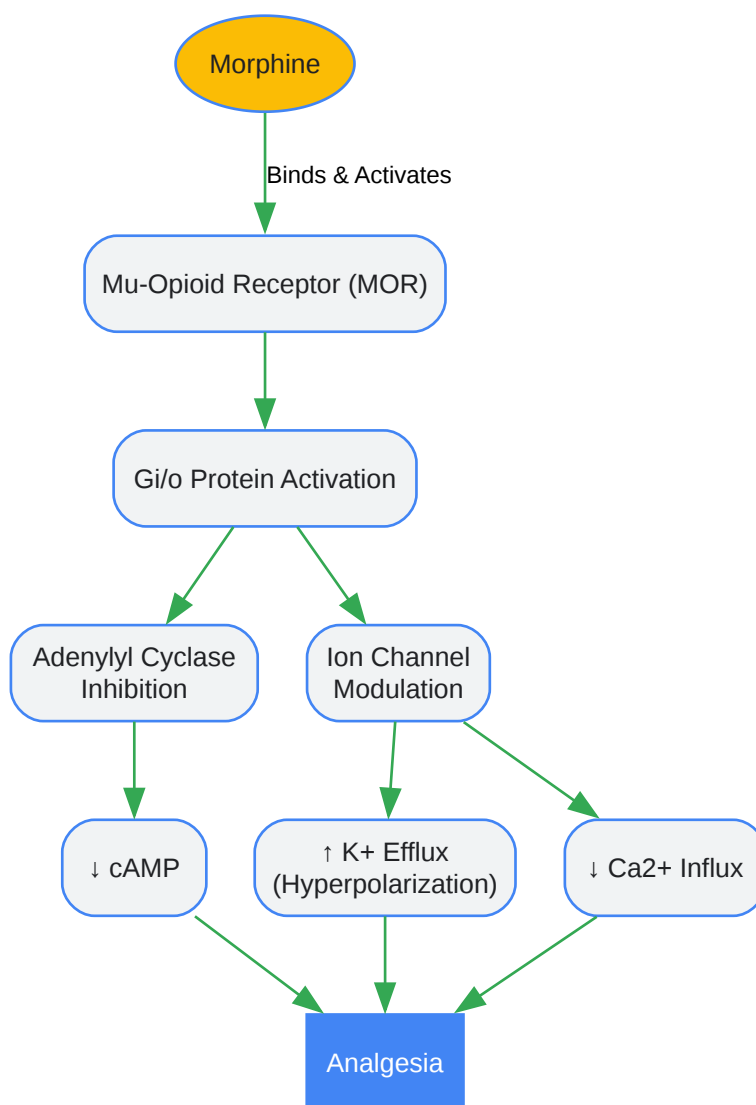 Morphine
Binds & Activates
Mu-Opioid Receptor (MOR)
Gi/o Protein Activation
Adenylyl Cyclase
Inhibition
Ion Channel
Modulation
↓ cAMP
↑ K+ Efflux
(Hyperpolarization)
↓ Ca2+ Influx
Analgesia